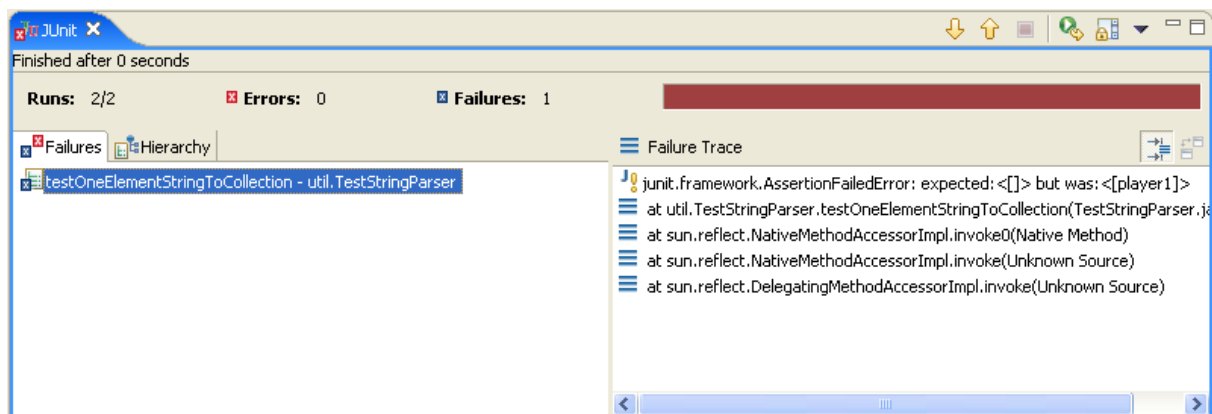 JUnit
Finished after 0 seconds
Runs: 2/2 Errors: 0 Failures: 1
Failures Hierarchy
testOneElementStringToCollection - util.TestStringParser
Failure Trace
junit.framework.AssertionFailedError: expected:<[]> but was:<[player1]>
at util.TestStringParser.testOneElementStringToCollection(TestStringParser.ja
at sun.reflect.NativeMethodAccessorImpl.invoke0(Native Method)
at sun.reflect.NativeMethodAccessorImpl.invoke(Unknown Source)
at sun.reflect.DelegatingMethodAccessorImpl.invoke(Unknown Source)